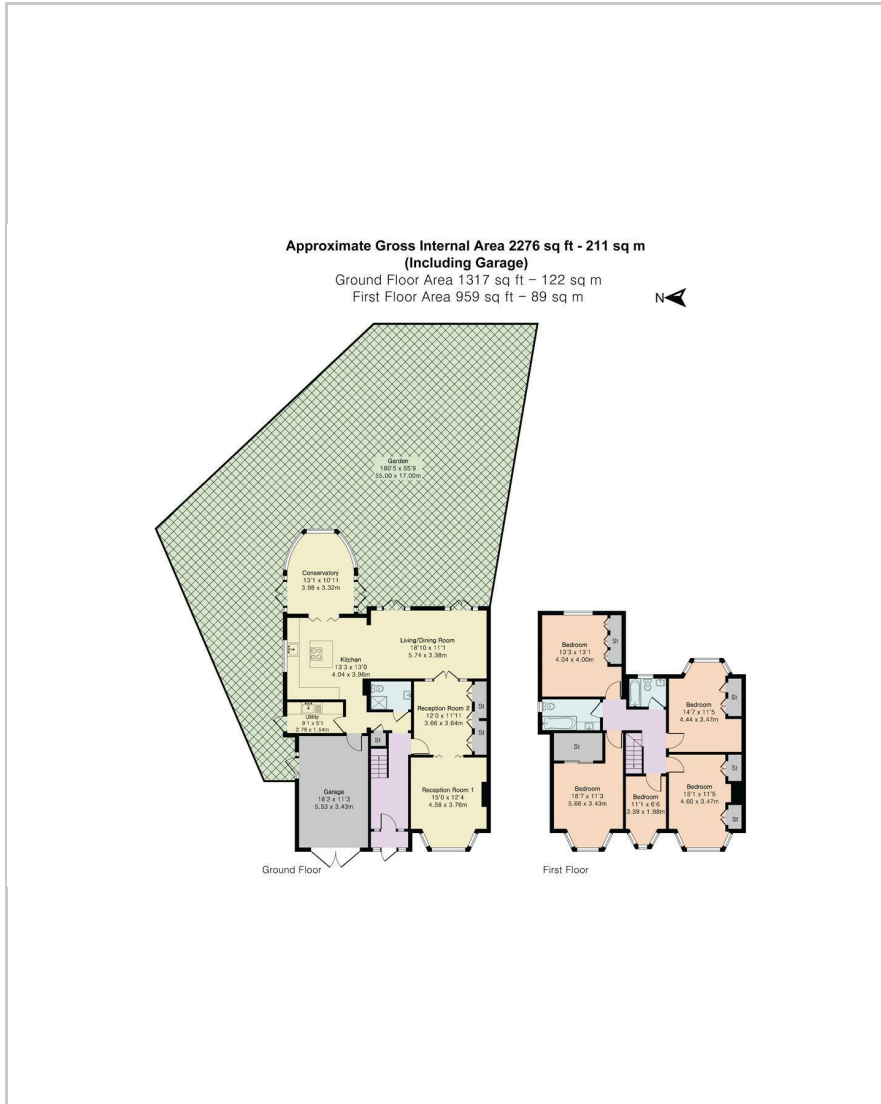 Approximate Gross Internal Area 2276 sq ft - 211 sq m
(Including Garage)
Ground Floor Area 1317 sq ft – 122 sq m
First Floor Area 959 sq ft – 89 sq m
N
Garden
180'5 x 55'9
55.00 x 17.00m
Conservatory
13'1 x 10'11
3.98 x 3.32m
Living/Dining Room
18'10 x 11'1
5.74 x 3.38m
Kitchen
13'3 x 13'0
4.04 x 3.96m
Utility
9'1 x 5'1
2.78 x 1.54m
Reception Room 2
12'0 x 11'11
3.66 x 3.64m
St
St
St
Garage
18'2 x 11'3
5.53 x 3.43m
Reception Room 1
15'0 x 12'4
4.58 x 3.76m
Ground Floor
Bedroom
13'3 x 13'1
4.04 x 4.00m
St
Bedroom
14'7 x 11'5
4.44 x 3.47m
St
St
Bedroom
18'7 x 11'3
5.66 x 3.43m
Bedroom
11'1 x 6'6
3.39 x 1.98m
Bedroom
15'1 x 11'5
4.60 x 3.47m
St
St
First Floor